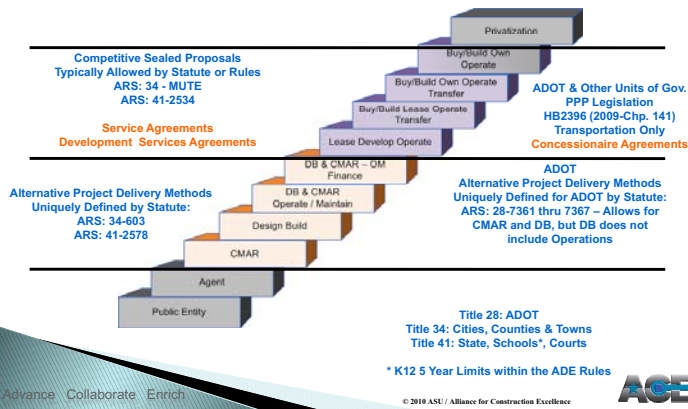 Privatization
Buy/Build Own
Operate
Buy/Build Own Operate
Transfer
Buy/Build Lease Operate
Transfer
Lease Develop Operate
DB & CMAR – OM
Finance
DB & CMAR
Operate / Maintain
Design Build
CMAR
Agent
Public Entity
Competitive Sealed Proposals
Typically Allowed by Statute or Rules
ARS: 34 - MUTE
ARS: 41-2534
Service Agreements
Development Services Agreements
ADOT & Other Units of Gov.
PPP Legislation
HB2396 (2009-Chp. 141)
Transportation Only
Concessionaire Agreements
Alternative Project Delivery Methods
Uniquely Defined by Statute:
ARS: 34-603
ARS: 41-2578
ADOT
Alternative Project Delivery Methods
Uniquely Defined for ADOT by Statute:
ARS: 28-7361 thru 7367 – Allows for
CMAR and DB, but DB does not
include Operations
Title 28: ADOT
Title 34: Cities, Counties & Towns
Title 41: State, Schools*, Courts
* K12 5 Year Limits within the ADE Rules
Advance Collaborate Enrich
© 2010 ASU / Alliance for Construction Excellence
ACE